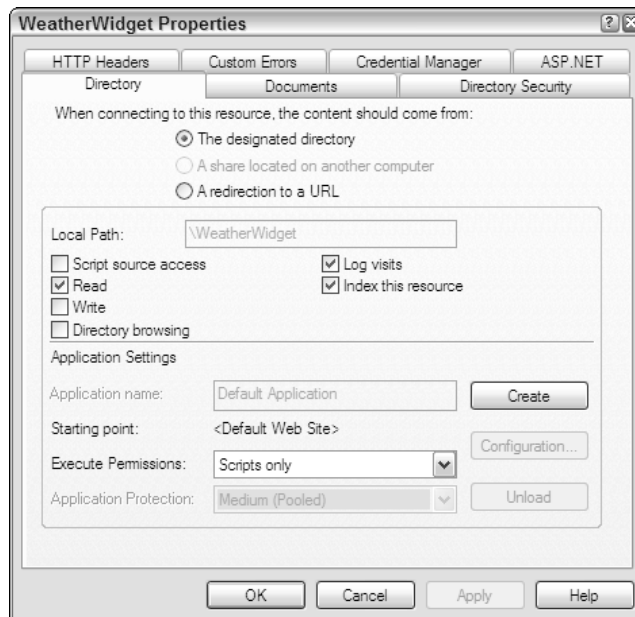 WeatherWidget Properties
HTTP Headers Custom Errors Credential Manager ASP.NET
Directory Documents Directory Security
When connecting to this resource, the content should come from:
The designated directory
A share located on another computer
A redirection to a URL
Local Path: \WeatherWidget
Script source access Log visits
Read Index this resource
Write
Directory browsing
Application Settings
Application name: Default Application Create
Starting point: <Default Web Site>
Configuration...
Execute Permissions: Scripts only
Application Protection: Medium (Pooled) Unload
OK Cancel Apply Help